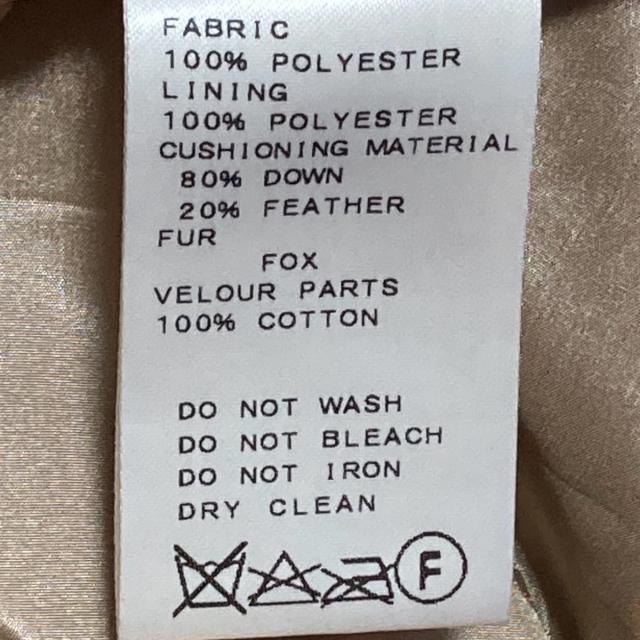 FABRIC
100% POLYESTER
LINING
100% POLYESTER
CUSHIONING MATERIAL
80% DOWN
20% FEATHER
FUR
FOX
VELOUR PARTS
100% COTTON
DO NOT WASH
DO NOT BLEACH
DO NOT IRON
DRY CLEAN
F